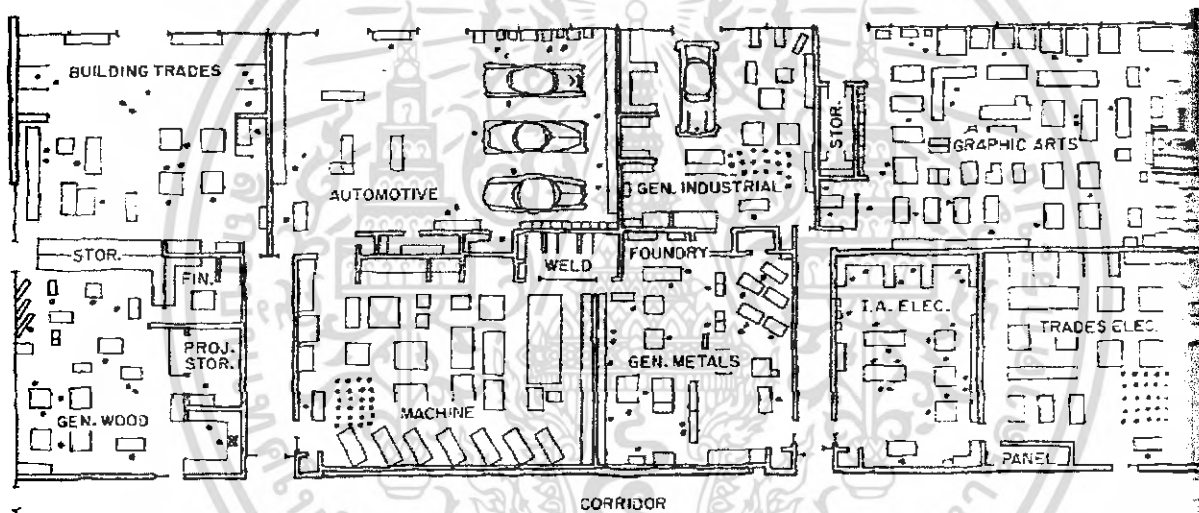 BUILDING TRADES
AUTOMOTIVE
GEN. INDUSTRIAL
STOR.
GRAPHIC ARTS
STOR.
FIN.
WELD
FOUNDRY
I.A. ELEC.
TRADES ELEC.
PROJ.
STOR.
GEN. METALS
GEN. WOOD
MACHINE
PANEL
CORRIDOR